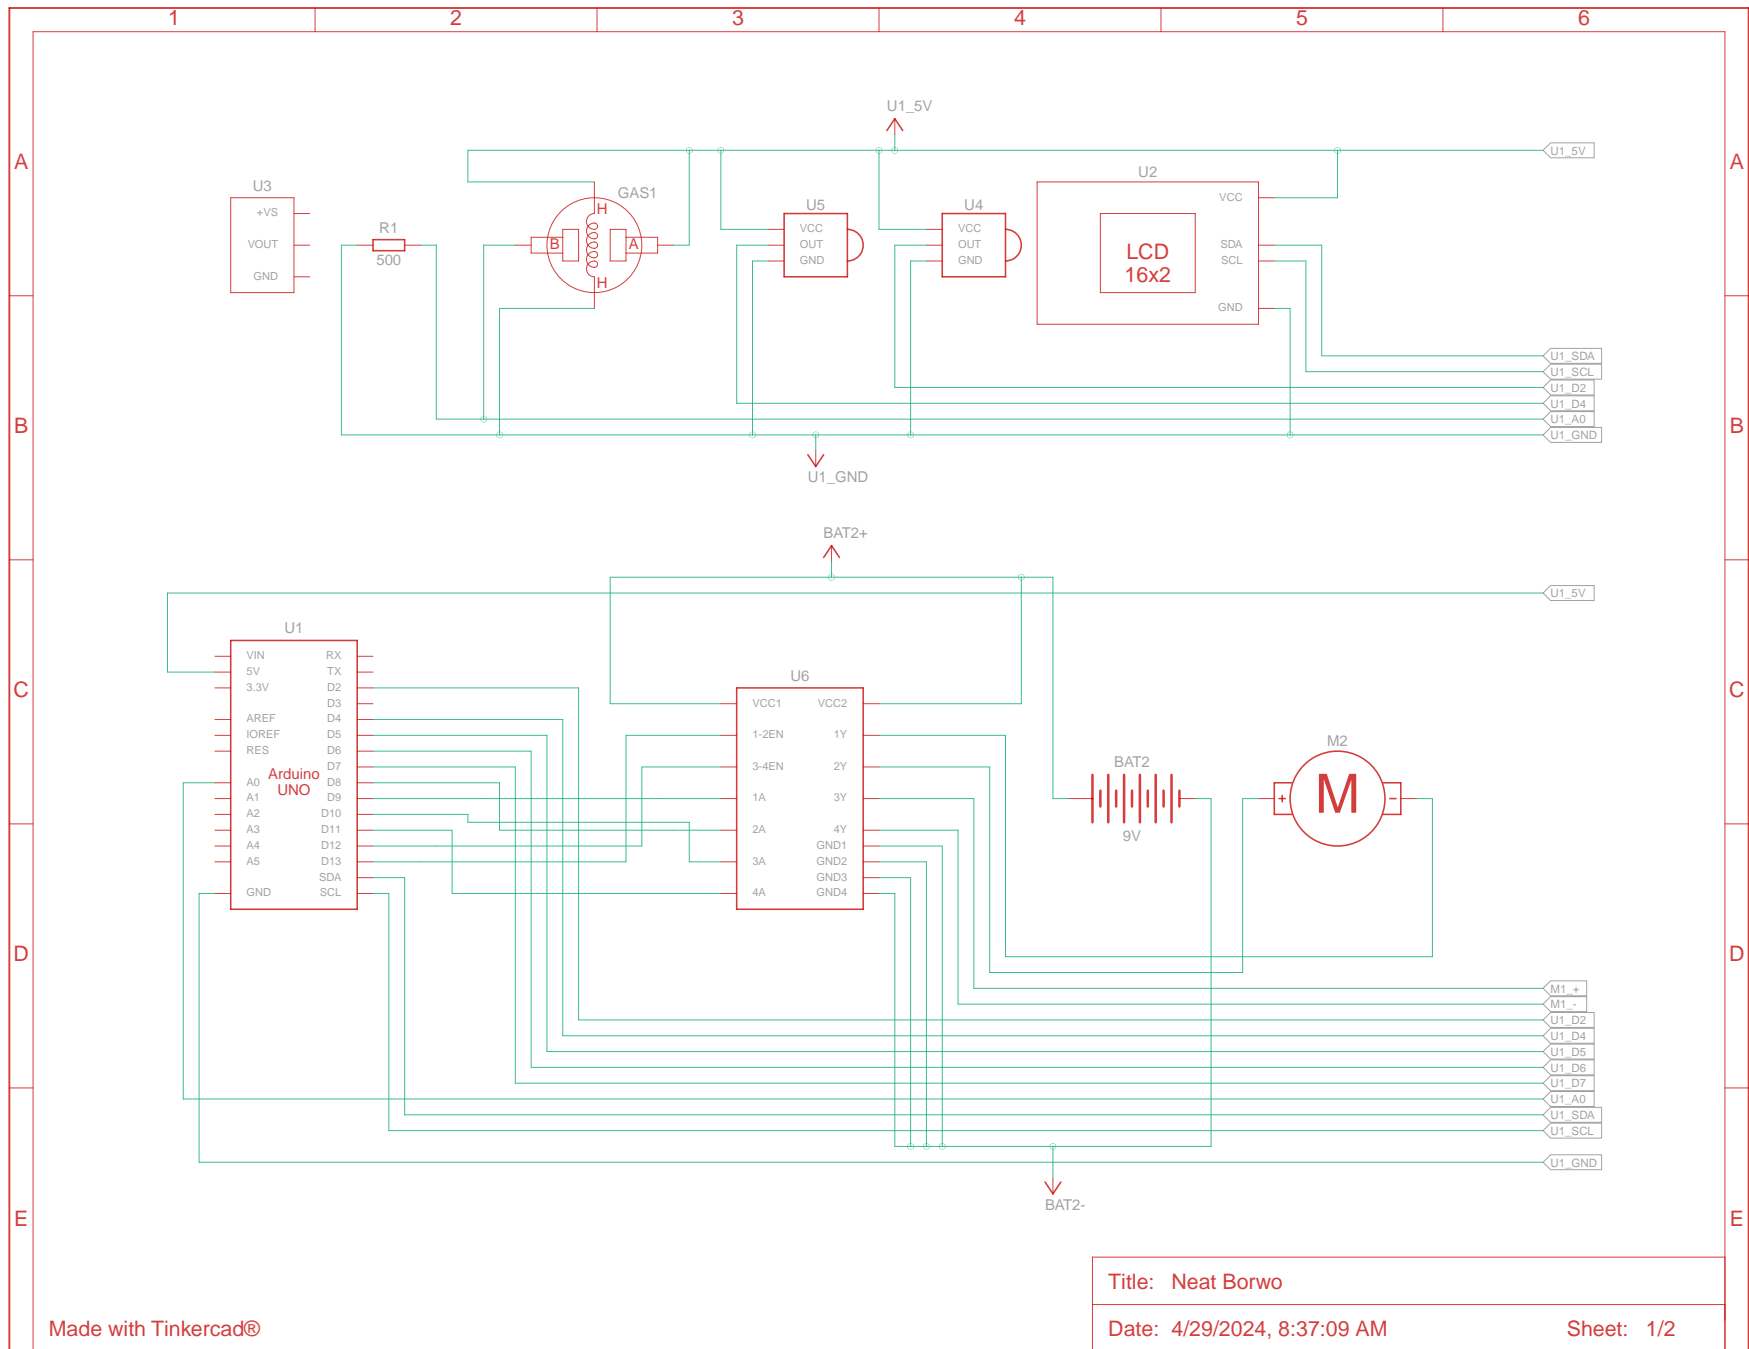 1 2 3 4 5 6
A A
B B
C C
D D
E E
U1_5V
U1_5V
U3
+VS
VOUT
GND
R1
500
GAS1
H
B A
H
U5
VCC
OUT
GND
U4
VCC
OUT
GND
U2
VCC
SDA
SCL
GND
LCD
16x2
U1_SDA
U1_SCL
U1_D2
U1_D4
U1_A0
U1_GND
U1_GND
BAT2+
U1_5V
U1
VIN RX
5V TX
3.3V D2
D3
AREF D4
IOREF D5
RES D6
D7
A0 D8
A1 D9
A2 D10
A3 D11
A4 D12
A5 D13
SDA
GND SCL
Arduino
UNO
U6
VCC1 VCC2
1-2EN 1Y
3-4EN 2Y
1A 3Y
2A 4Y
GND1
3A GND2
GND3
4A GND4
BAT2
9V
M2
+ M -
M1_+
M1_-
U1_D2
U1_D4
U1_D5
U1_D6
U1_D7
U1_A0
U1_SDA
U1_SCL
U1_GND
BAT2-
Title: Neat Borwo
Date: 4/29/2024, 8:37:09 AM Sheet: 1/2
Made with Tinkercad®